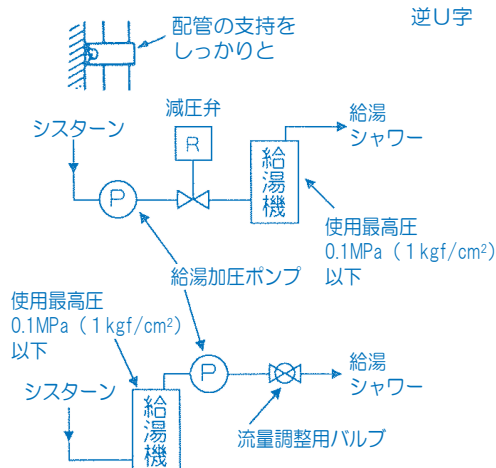 逆U字
配管の支持を
しっかりと
減圧弁
シスターン
R
給湯
シャワー
P
給湯機
使用最高圧
0.1MPa（1kgf/cm²）
以下
給湯加圧ポンプ
使用最高圧
0.1MPa（1kgf/cm²）
以下
P
給湯
シャワー
シスターン
給湯機
流量調整用バルブ